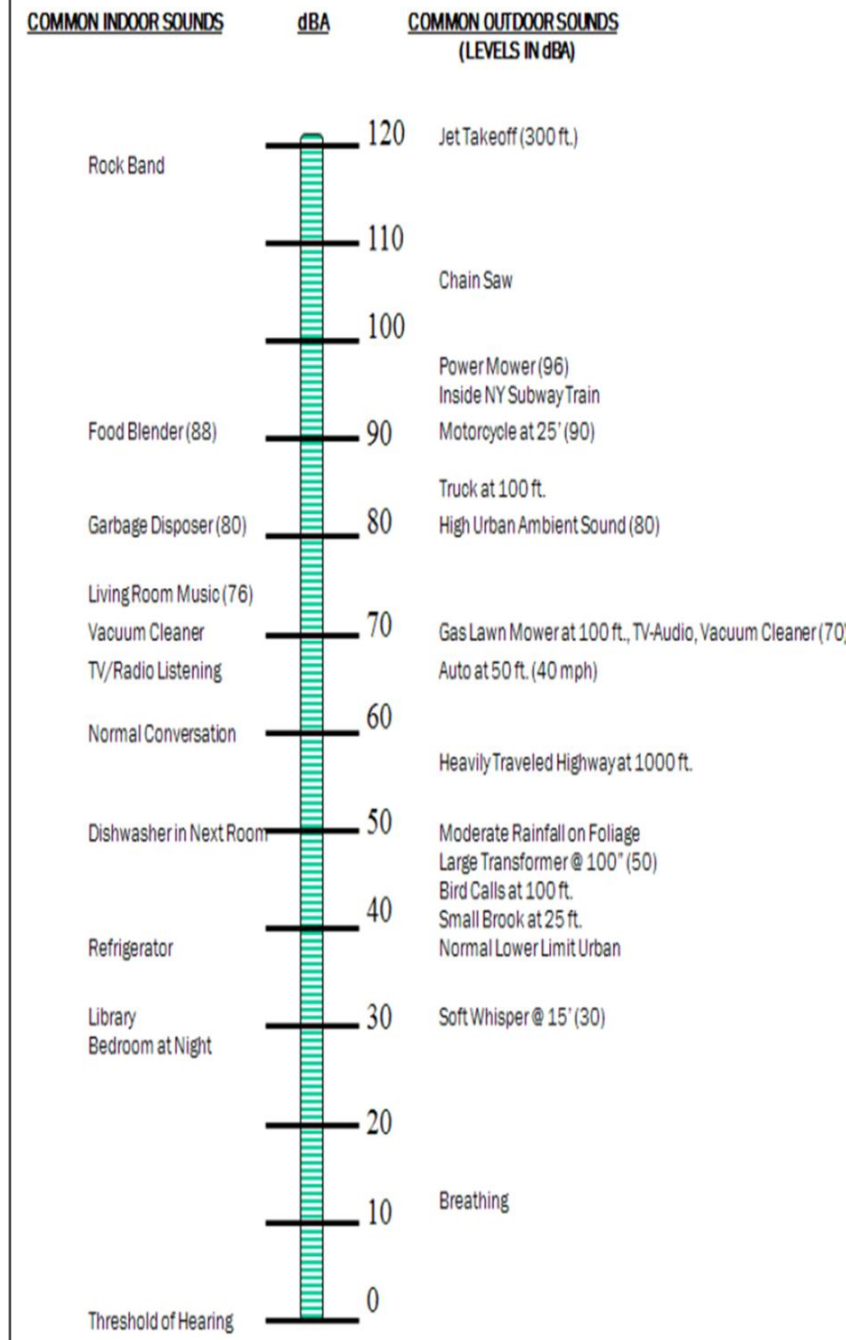 COMMON INDOOR SOUNDS dBA COMMON OUTDOOR SOUNDS
(LEVELS IN dBA)
120 Jet Takeoff (300 ft.)
Rock Band
110
Chain Saw
100
Power Mower (96)
Inside NY Subway Train
Food Blender (88) 90 Motorcycle at 25' (90)
Truck at 100 ft.
Garbage Disposer (80) 80 High Urban Ambient Sound (80)
Living Room Music (76)
Vacuum Cleaner 70 Gas Lawn Mower at 100 ft., TV-Audio, Vacuum Cleaner (70)
TV/Radio Listening Auto at 50 ft. (40 mph)
60
Normal Conversation
Heavily Traveled Highway at 1000 ft.
Dishwasher in Next Room 50 Moderate Rainfall on Foliage
Large Transformer @ 100" (50)
Bird Calls at 100 ft.
40 Small Brook at 25 ft.
Refrigerator Normal Lower Limit Urban
Library 30 Soft Whisper @ 15' (30)
Bedroom at Night
20
Breathing
10
0
Threshold of Hearing